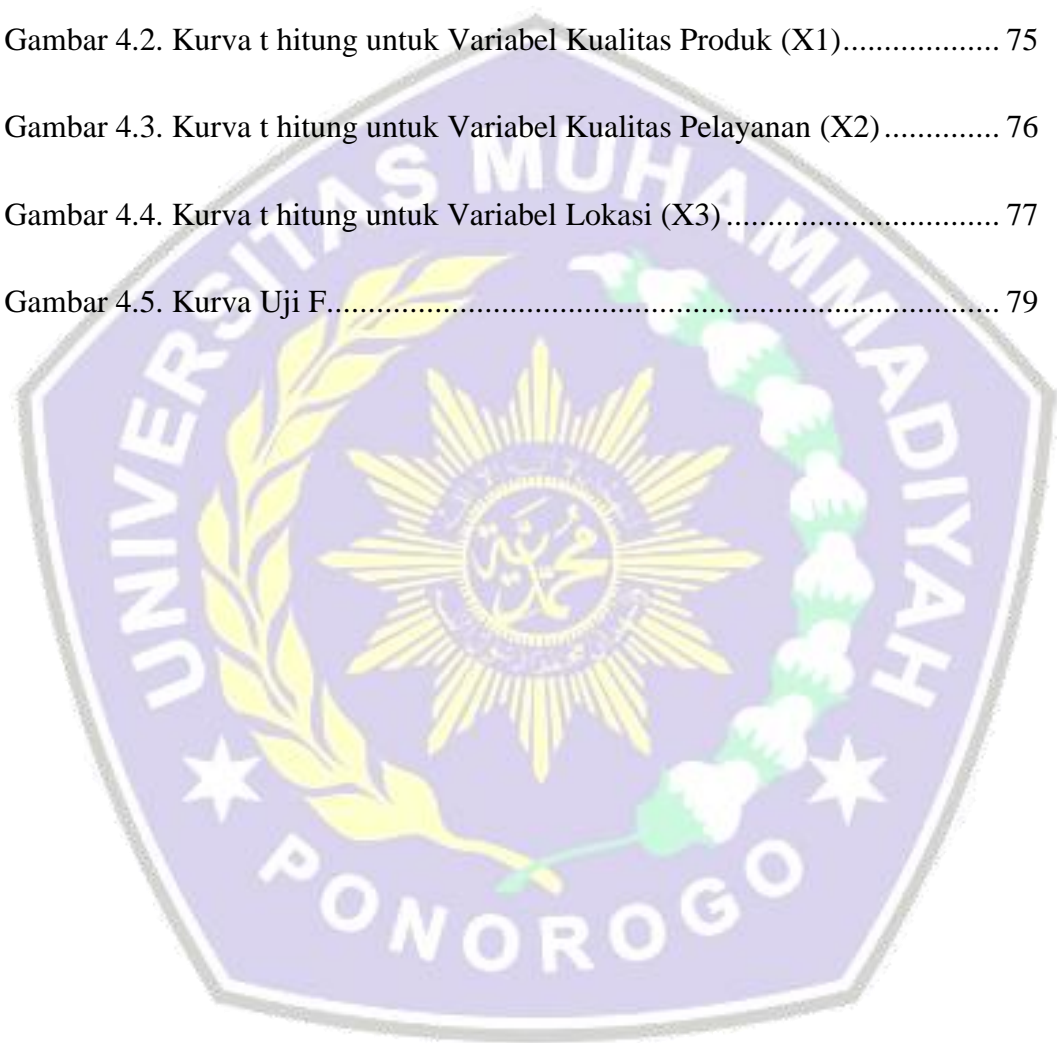 Gambar 4.2. Kurva t hitung untuk Variabel Kualitas Produk (X1)................... 75
Gambar 4.3. Kurva t hitung untuk Variabel Kualitas Pelayanan (X2).............. 76
Gambar 4.4. Kurva t hitung untuk Variabel Lokasi (X3)................................. 77
Gambar 4.5. Kurva Uji F................................................................................. 79
UNIVERSITAS MUHAMMADIYAH
محمدية
PONOROGO